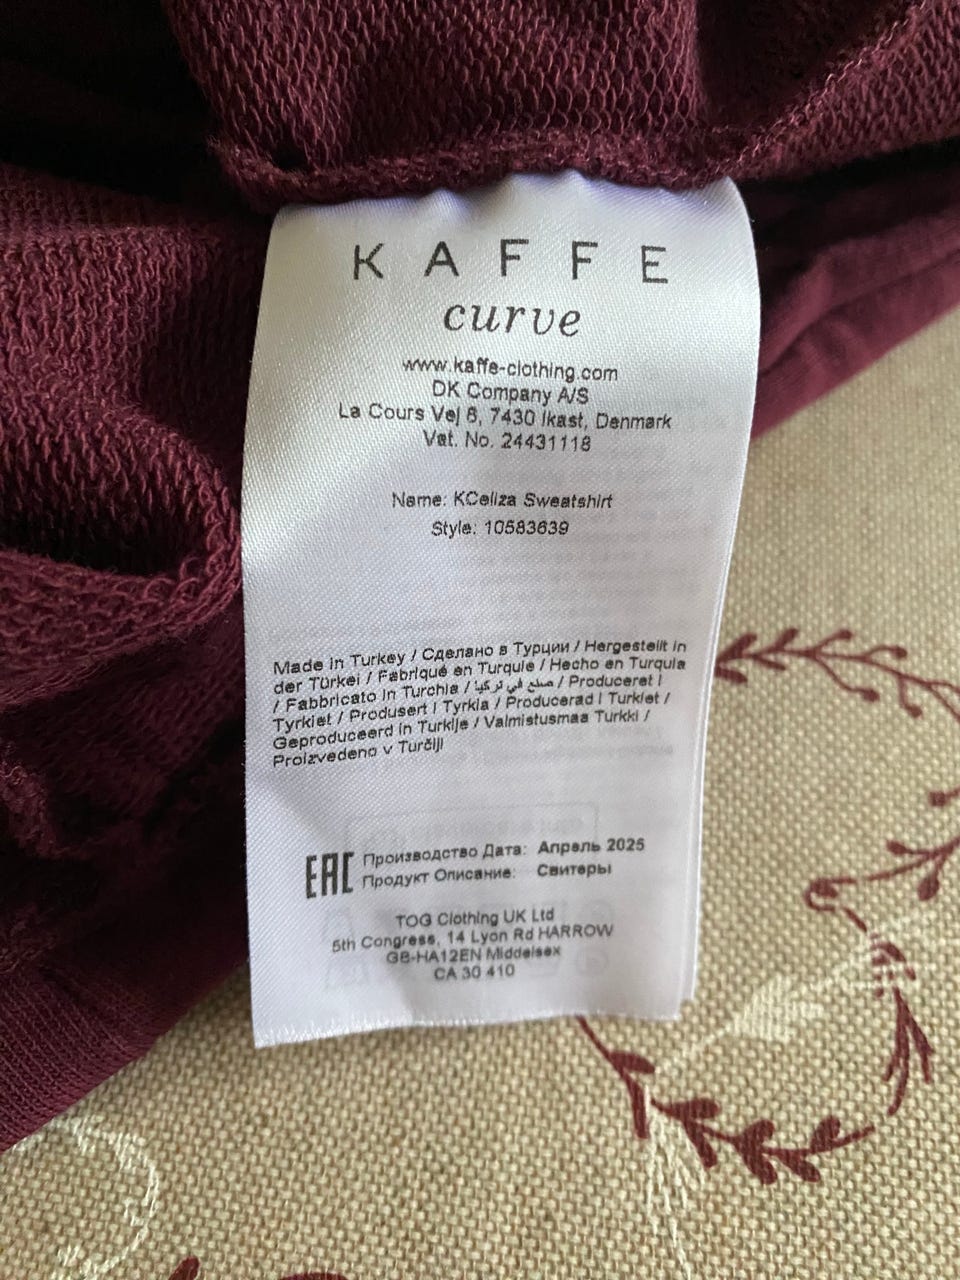 KAFFE
curve
www.kaffe-clothing.com
DK Company A/S
La Cours Vej 6, 7430 Ikast, Denmark
Vat. No. 24431118
Name: KCeliza Sweatshirt
Style: 10583639
Made in Turkey / Сделано в Турции / Hergestellt in
der Türkei / Fabriqué en Turquie / Hecho en Turquia
/ Fabbricato in Turchia / صنع في تركيا / Produceret i
Tyrkiet / Produsert i Tyrkia / Producerad i Turkiet /
Geproduceerd in Turkije / Valmistusmaa Turkki /
Proizvedeno v Turčiji
EAC Производство Дата: Апрель 2025
Продукт Описание: Свитеры
TOG Clothing UK Ltd
5th Congress, 14 Lyon Rd HARROW
GB-HA12EN Middelsex
CA 30 410